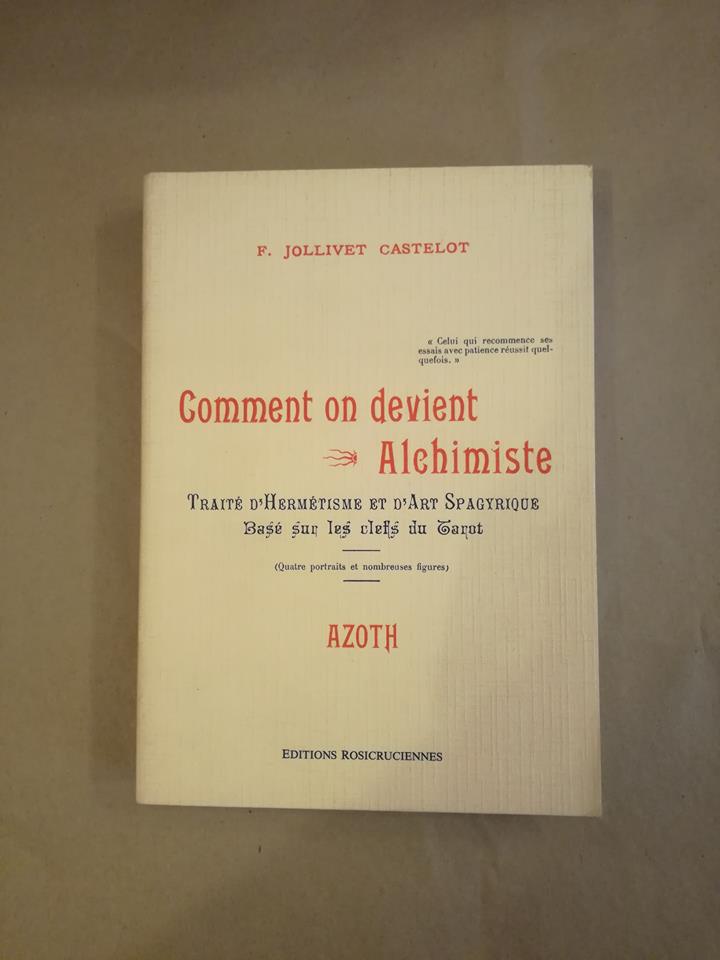 F. JOLLIVET CASTELOT
« Celui qui recommence ses
essais avec patience réussit quel-
quefois. »
Comment on devient
Alchimiste
TRAITÉ D'HERMÉTISME ET D'ART SPAGYRIQUE
Basé sur les clefs du Tarot
(Quatre portraits et nombreuses figures)
AZOTH
EDITIONS ROSICRUCIENNES